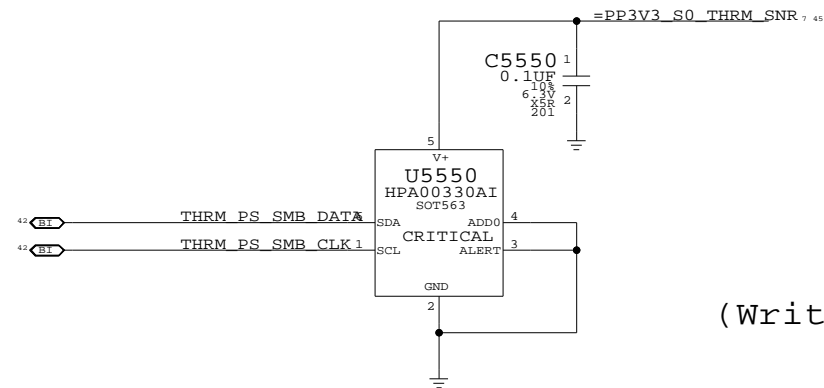 =PP3V3_S0_THRM_SNR 7 45
C5550 1
0.1UF
10%
6.3V
X5R 2
201
5
V+
U5550
HPA00330AI
SOT563
42 BI THRM_PS_SMB_DATA 6 SDA ADD0 4
CRITICAL
42 BI THRM_PS_SMB_CLK 1 SCL ALERT 3
GND
2
(Writ